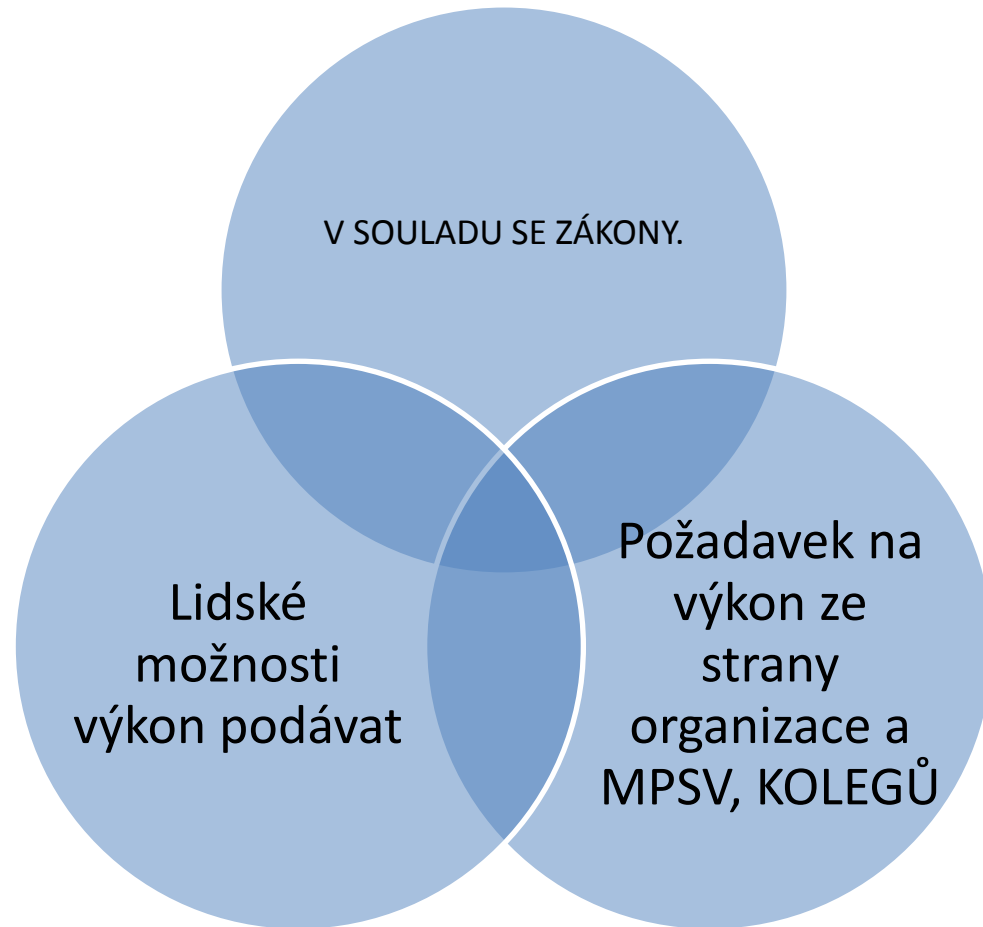 V SOULADU SE ZÁKONY.
Lidské
možnosti
výkon podávat
Požadavek na
výkon ze
strany
organizace a
MPSV, KOLEGŮ